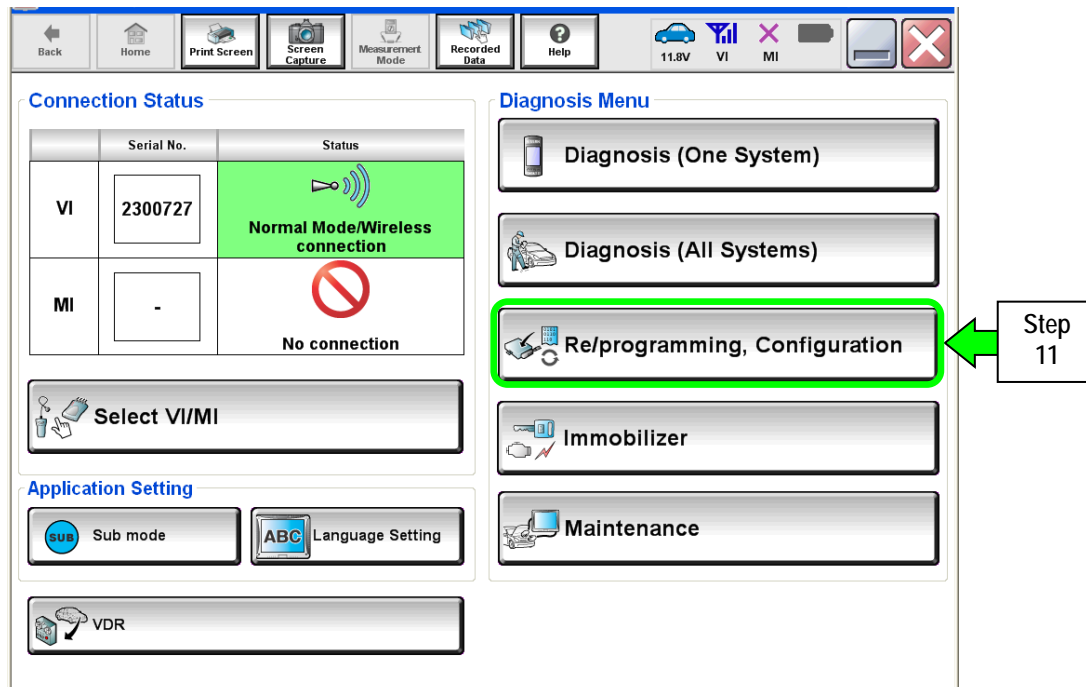 Back
Home
Print Screen
Screen
Capture
Measurement
Mode
Recorded
Data
Help
11.8V
VI
MI
Connection Status
Serial No.
Status
VI
2300727
Normal Mode/Wireless
connection
MI
-
No connection
Select VI/MI
Application Setting
SUB
Sub mode
ABC
Language Setting
VDR
Diagnosis Menu
Diagnosis (One System)
Diagnosis (All Systems)
Re/programming, Configuration
Immobilizer
Maintenance
Step
11